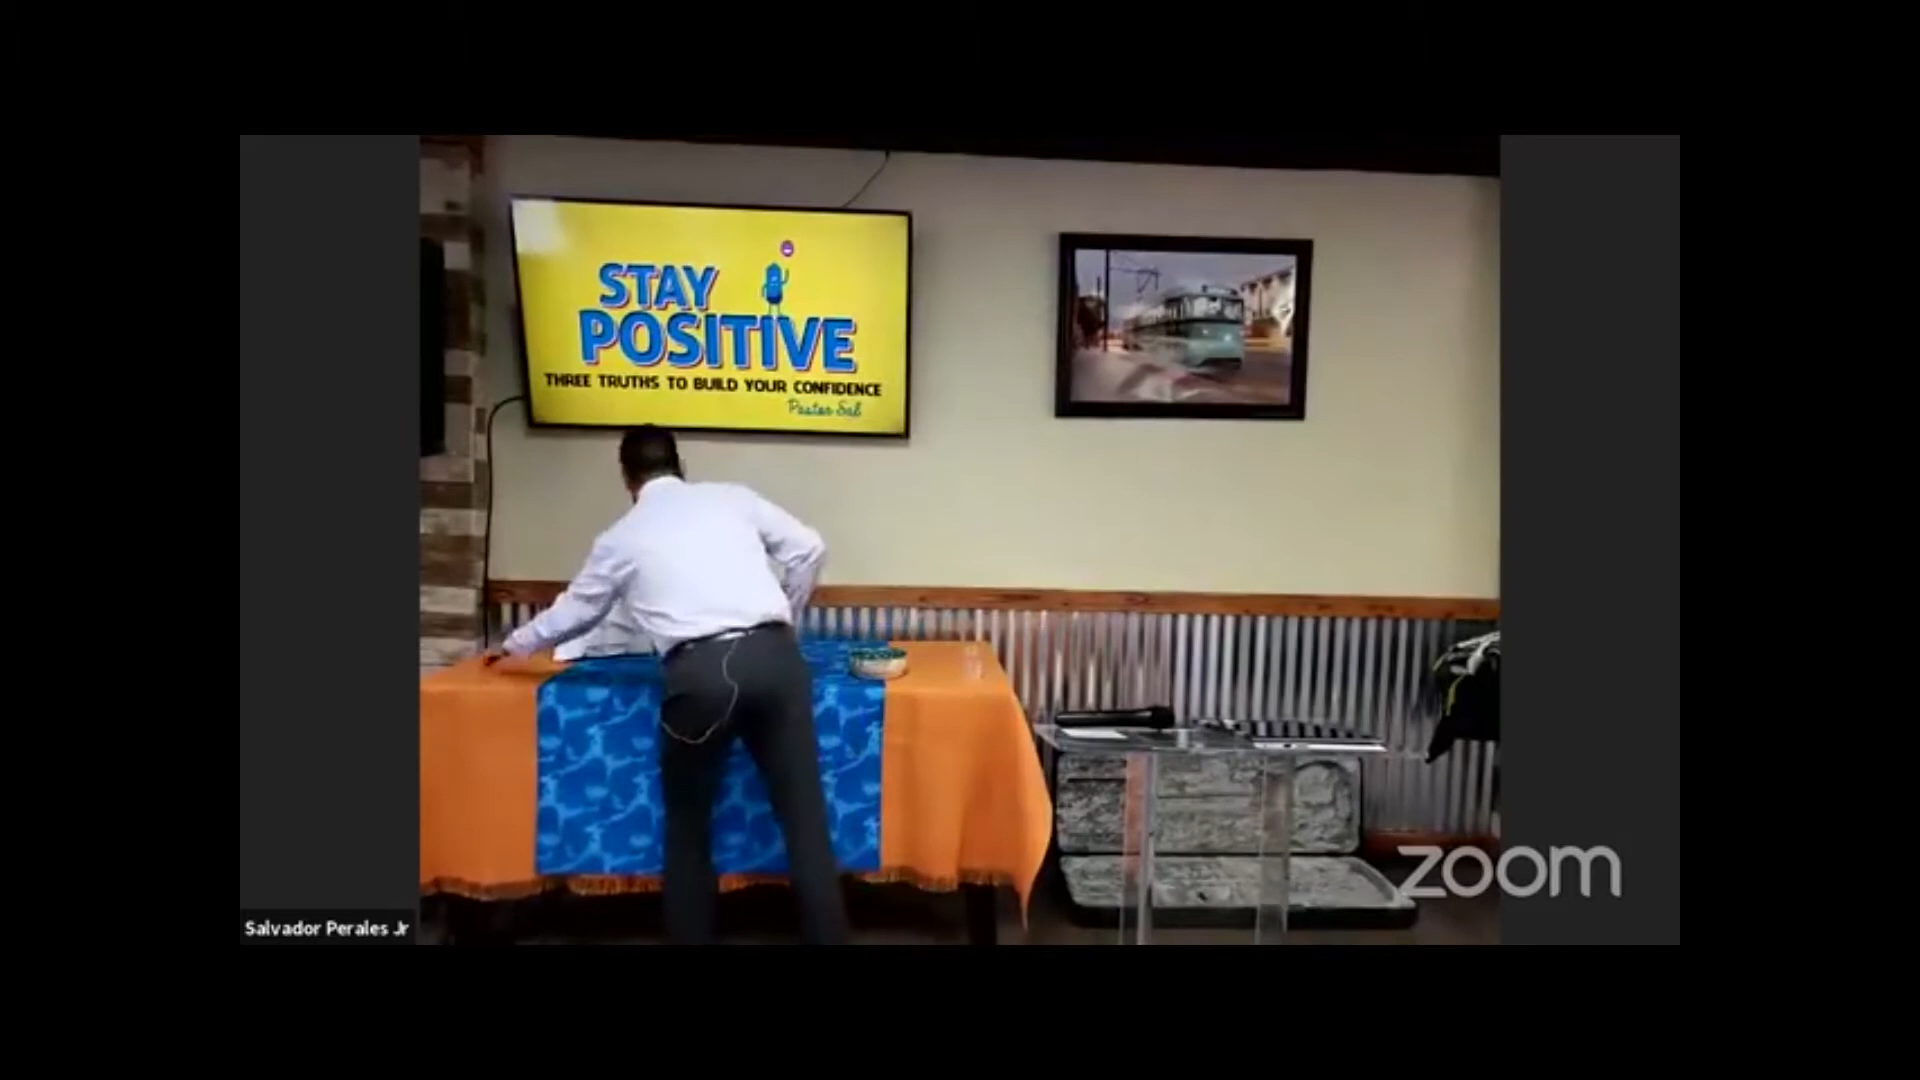 STAY
POSITIVE
THREE TRUTHS TO BUILD YOUR CONFIDENCE
Pastor Sal
zoom
Salvador Perales Jr